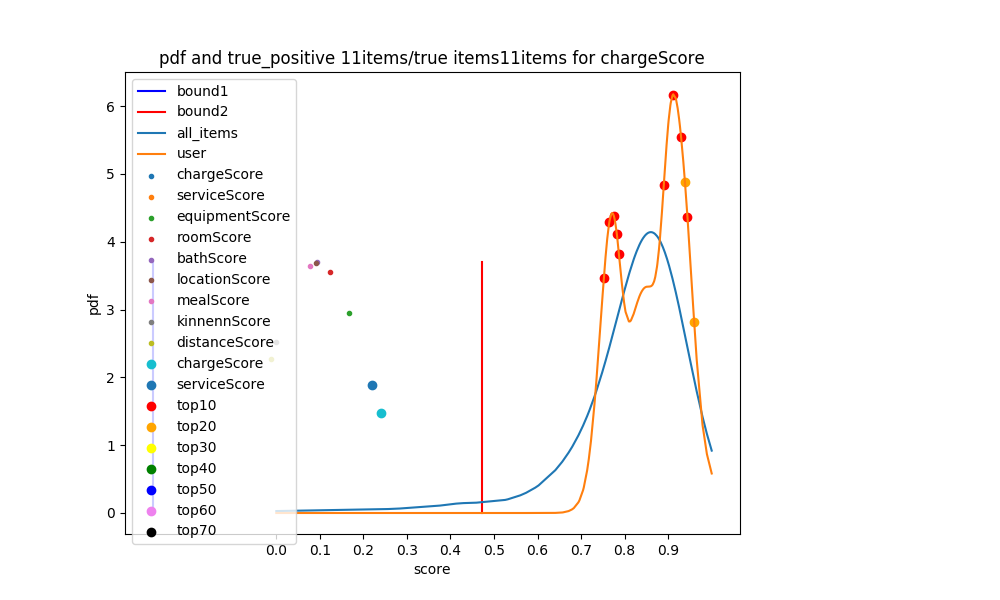 pdf and true_positive 11items/true items11items for chargeScore
bound1
bound2
all_items
user
chargeScore
serviceScore
equipmentScore
roomScore
bathScore
locationScore
mealScore
kinnennScore
distanceScore
chargeScore
serviceScore
top10
top20
top30
top40
top50
top60
top70
pdf
6
5
4
3
2
1
0
0.0 0.1 0.2 0.3 0.4 0.5 0.6 0.7 0.8 0.9
score